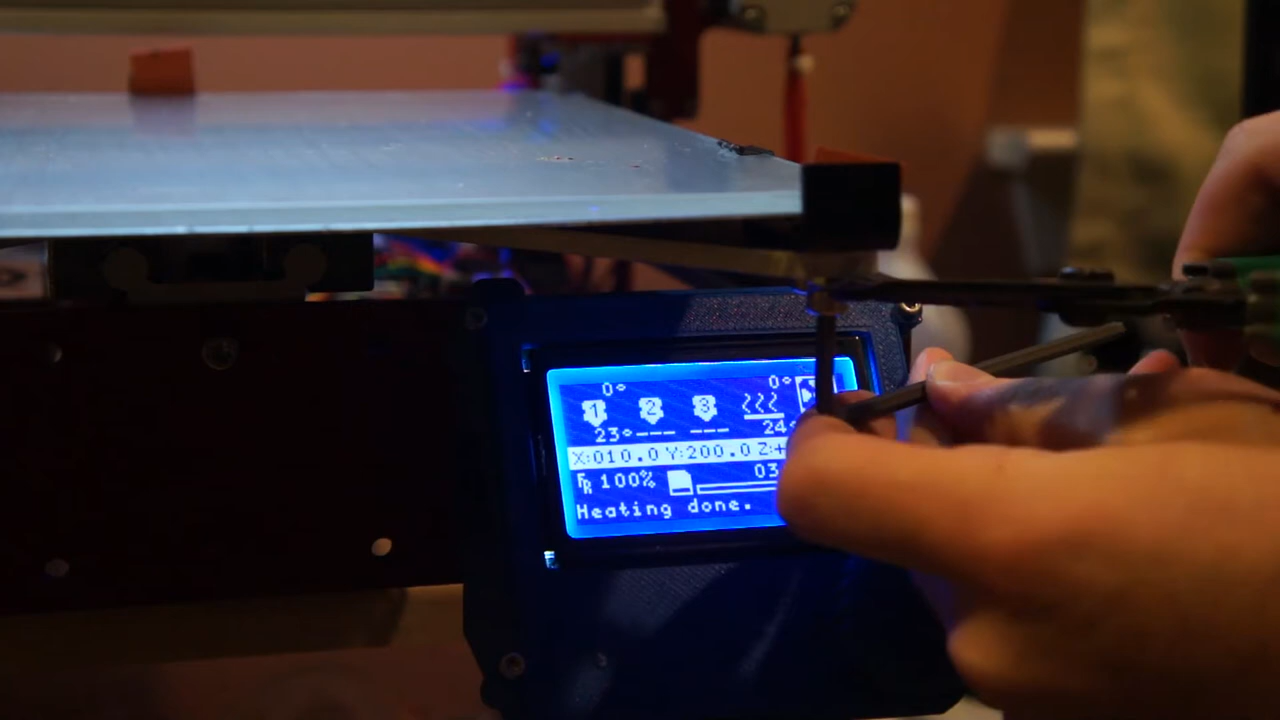 0° 0°
1 2 3
23° --- --- 24°
X:010.0 Y:200.0 Z:+
FR 100% 03
Heating done.